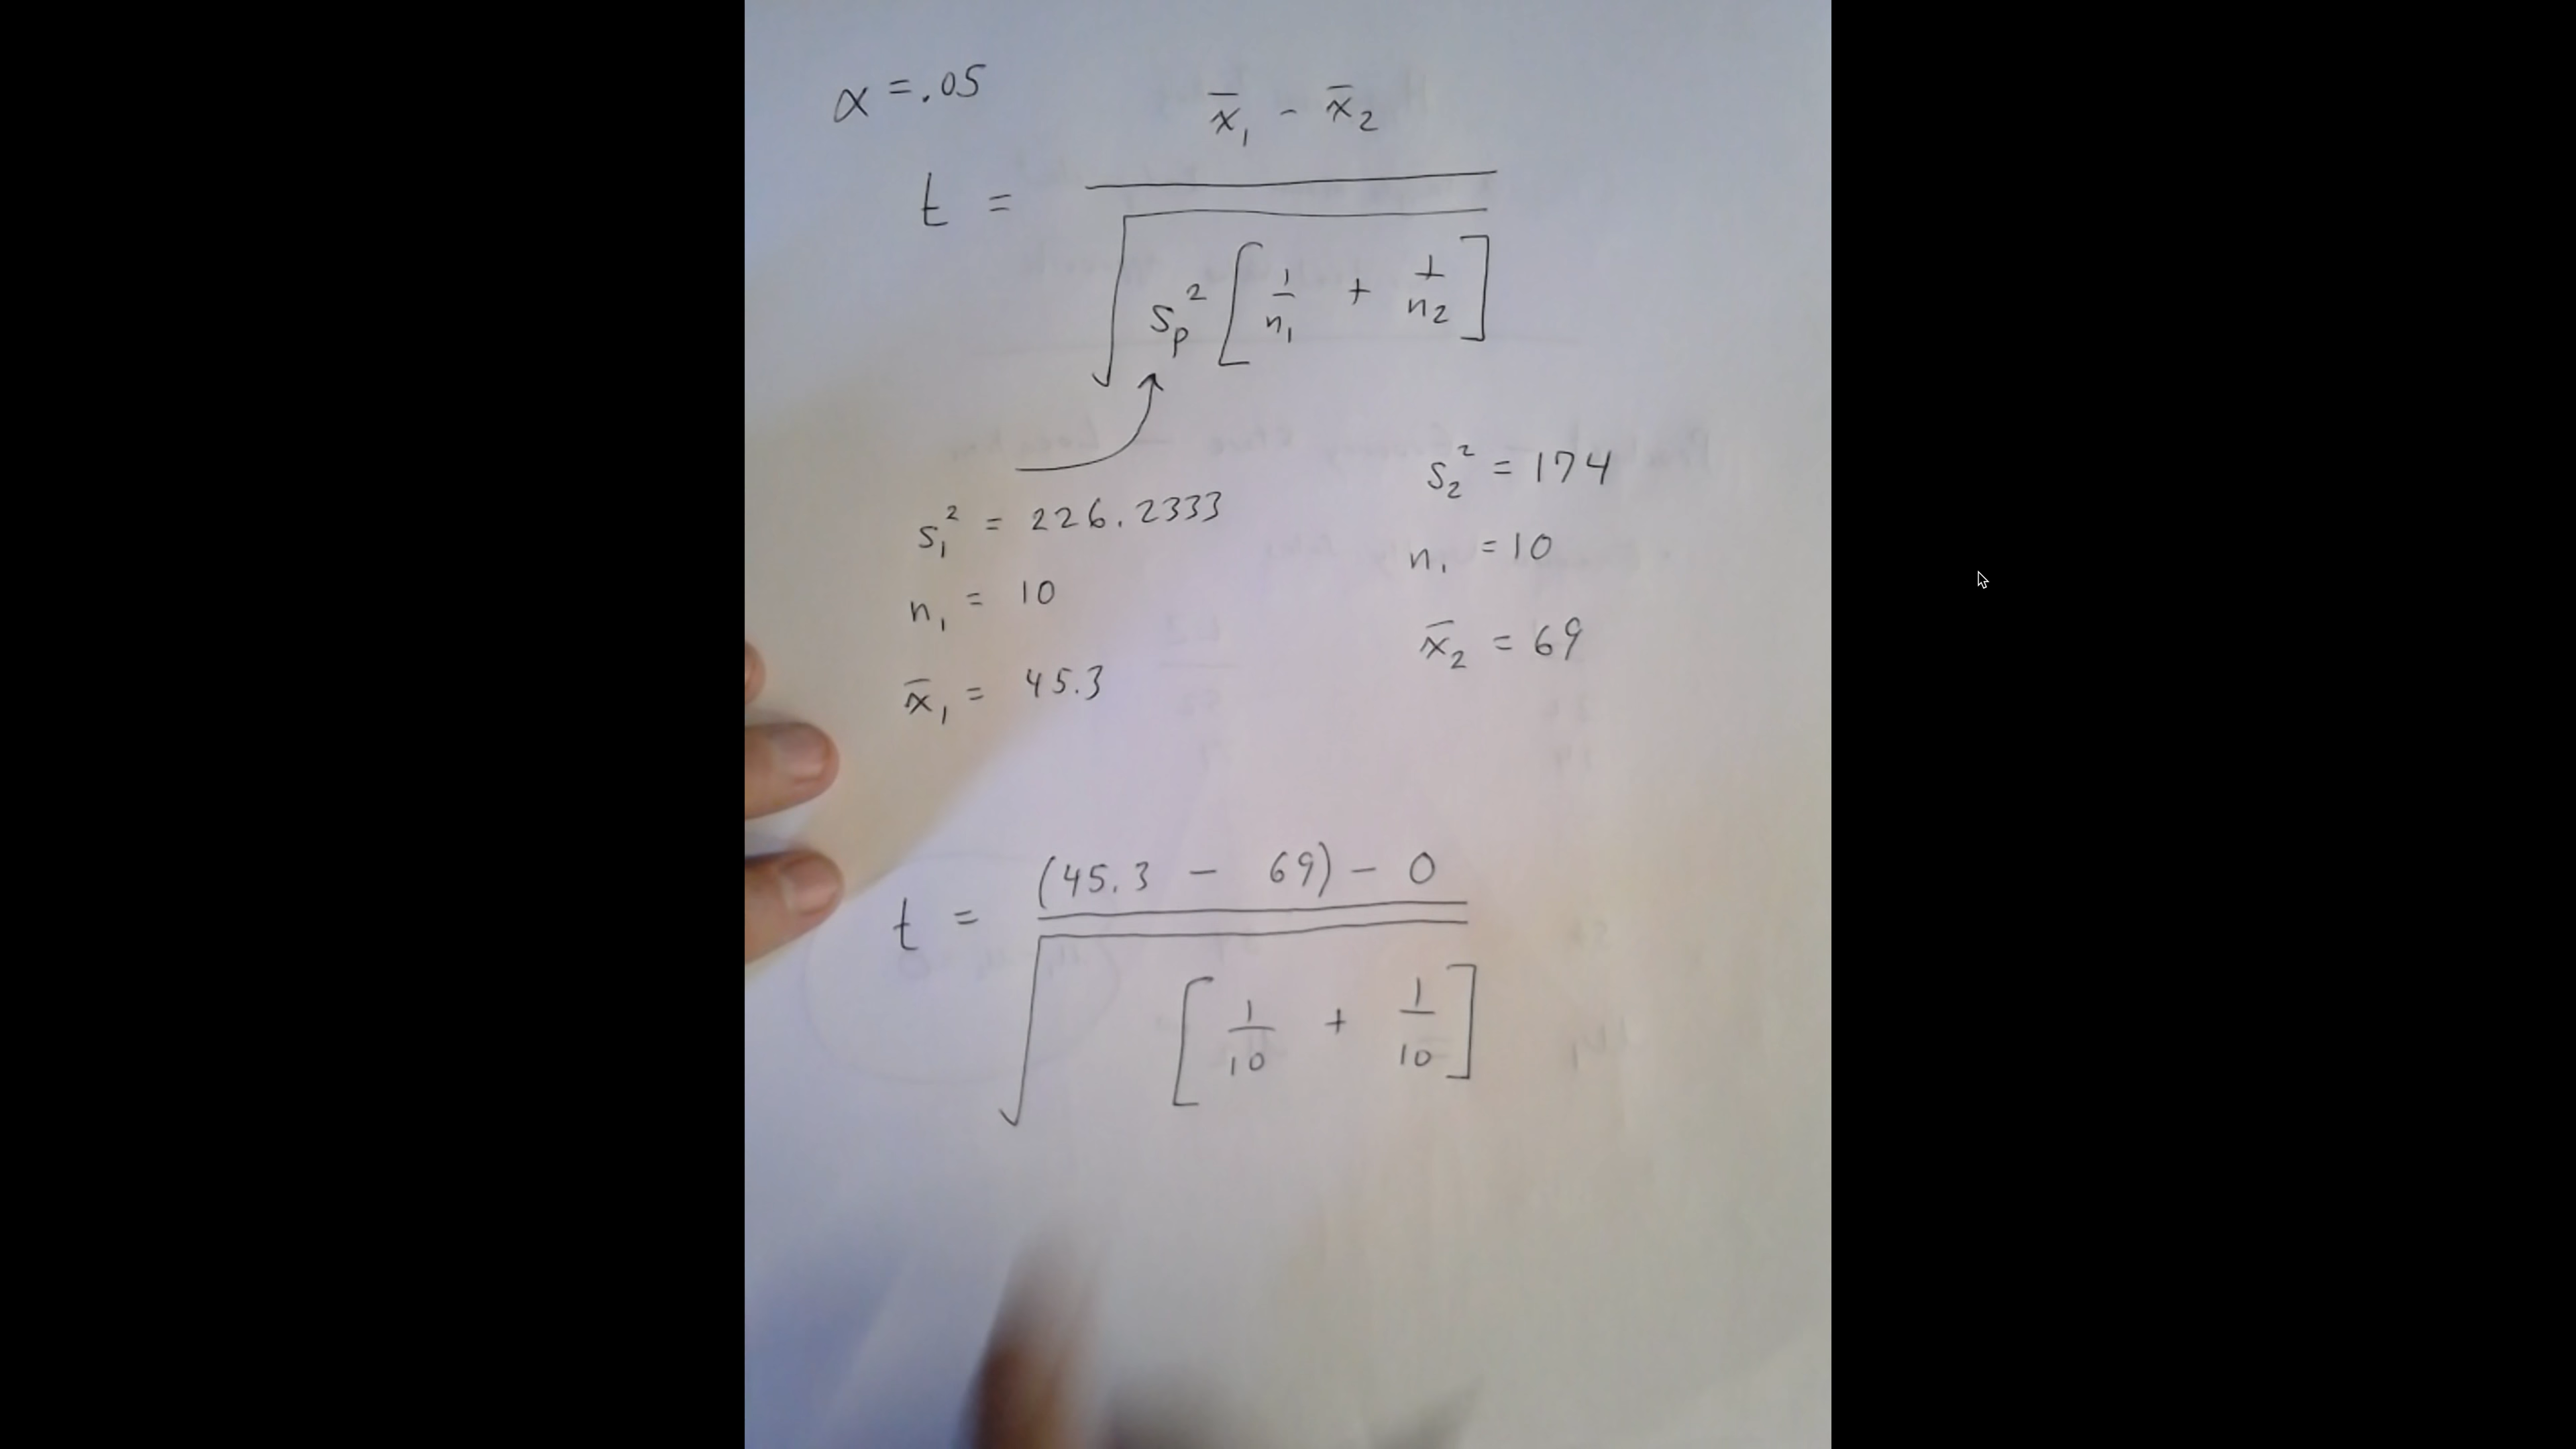 α = .05
x̄₁ - x̄₂
t =
√ sₚ² [ 1/n₁ + 1/n₂ ]
s₁² = 226.2333
n₁ = 10
x̄₁ = 45.3
s₂² = 174
n₁ = 10
x̄₂ = 69
(45.3 - 69) - 0
t =
√ [ 1/10 + 1/10 ]